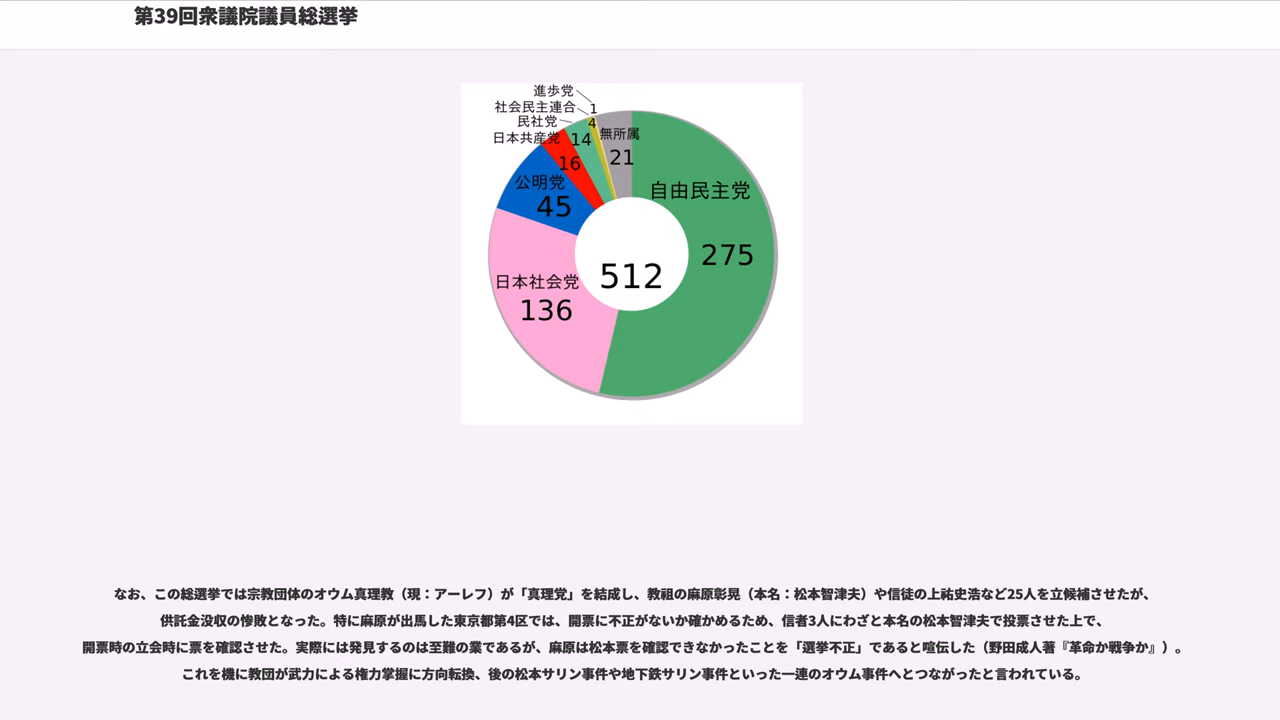 第39回衆議院議員総選挙
進歩党
1
社会民主連合
4
民社党
14
日本共産党
16
無所属
21
公明党
45
自由民主党
275
512
日本社会党
136
なお、この総選挙では宗教団体のオウム真理教（現：アーレフ）が「真理党」を結成し、教祖の麻原彰晃（本名：松本智津夫）や信徒の上祐史浩など25人を立候補させたが、
供託金没収の惨敗となった。特に麻原が出馬した東京都第4区では、開票に不正がないか確かめるため、信者3人にわざと本名の松本智津夫で投票させた上で、
開票時の立会時に票を確認させた。実際には発見するのは至難の業であるが、麻原は松本票を確認できなかったことを「選挙不正」であると喧伝した（野田成人著『革命か戦争か』）。
これを機に教団が武力による権力掌握に方向転換、後の松本サリン事件や地下鉄サリン事件といった一連のオウム事件へとつながったと言われている。